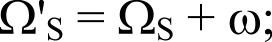 Ω'ₛ = Ωₛ + ω;